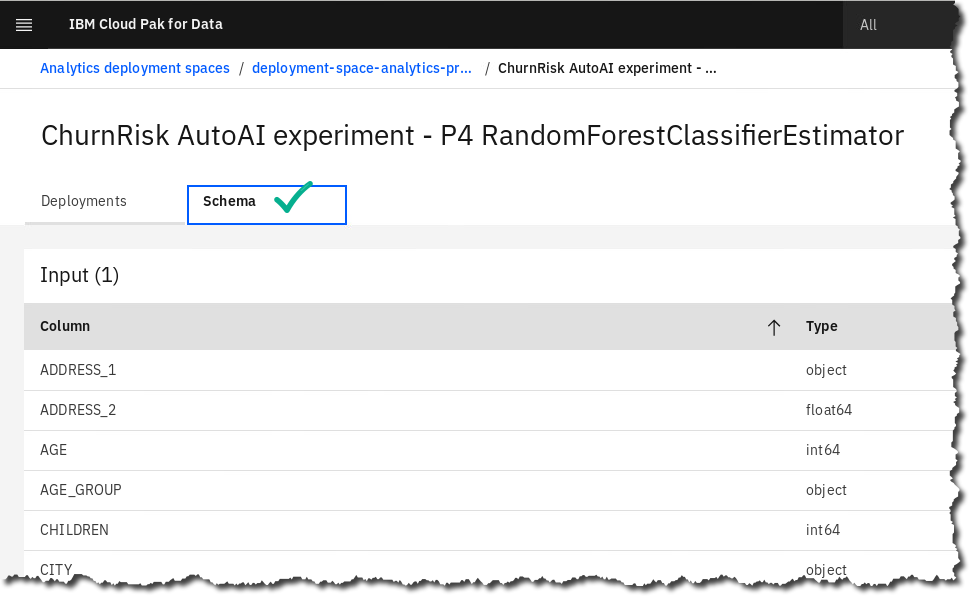 IBM Cloud Pak for Data All
Analytics deployment spaces / deployment-space-analytics-pr... / ChurnRisk AutoAI experiment - ...
ChurnRisk AutoAI experiment - P4 RandomForestClassifierEstimator
Deployments Schema
Input (1)
Column Type
ADDRESS_1 object
ADDRESS_2 float64
AGE int64
AGE_GROUP object
CHILDREN int64
CITY object